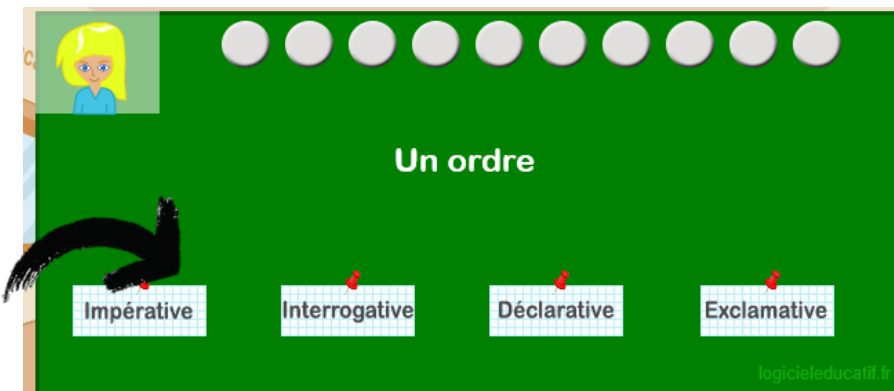 Un ordre
Impérative
Interrogative
Déclarative
Exclamative
logicieleducatif.fr